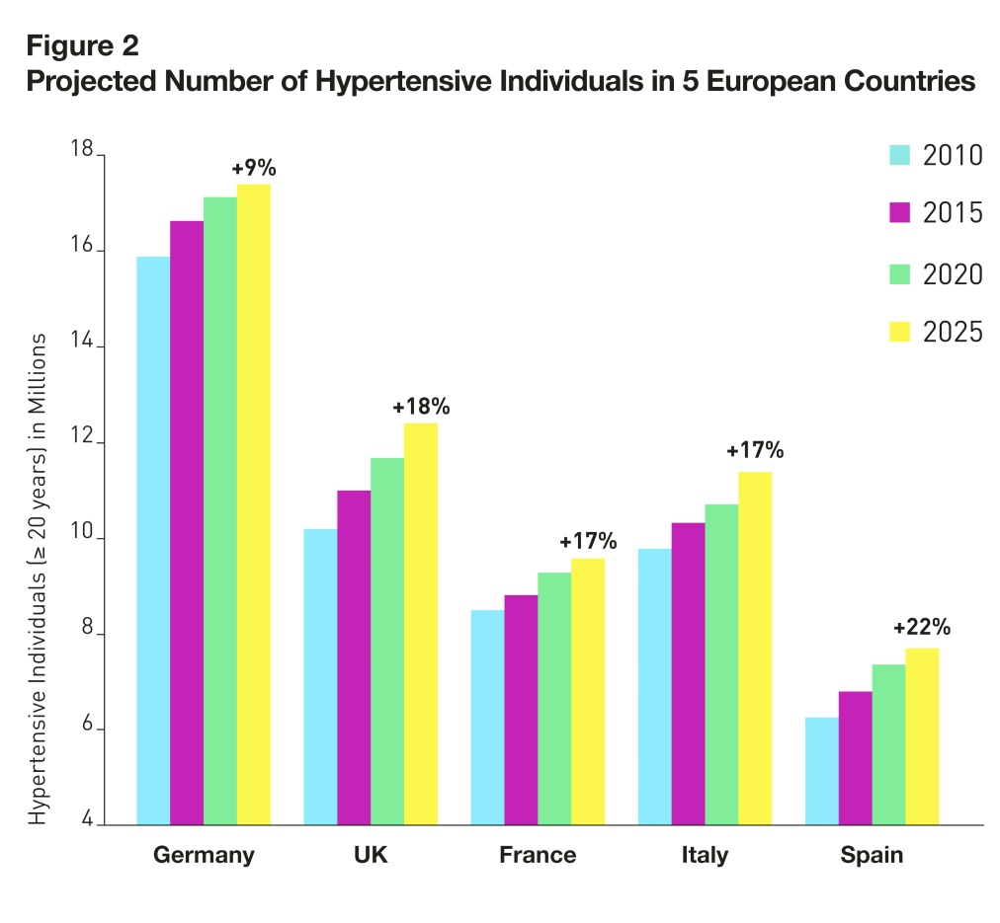 Figure 2
Projected Number of Hypertensive Individuals in 5 European Countries
Hypertensive Individuals (≥ 20 years) in Millions
18
16
14
12
10
8
6
4
+9%
+18%
+17%
+17%
+22%
2010
2015
2020
2025
Germany
UK
France
Italy
Spain